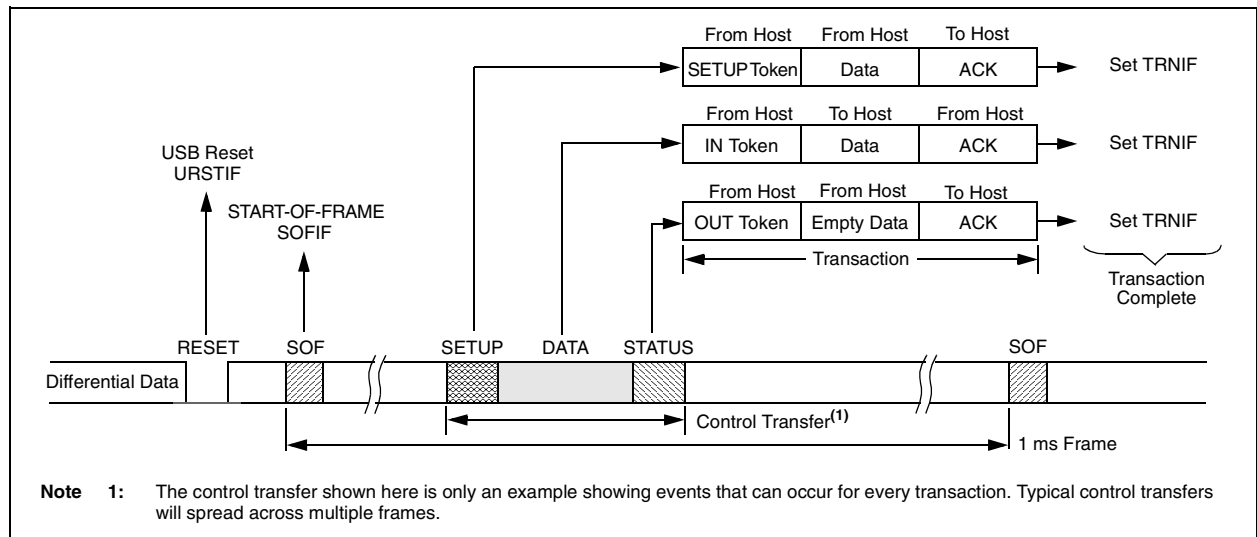 From Host From Host To Host
SETUP Token Data ACK Set TRNIF
From Host To Host From Host
IN Token Data ACK Set TRNIF
USB Reset
URSTIF
From Host From Host To Host
START-OF-FRAME
SOFIF
OUT Token Empty Data ACK Set TRNIF
Transaction
Transaction
Complete
RESET SOF SETUP DATA STATUS SOF
Differential Data
Control Transfer(1)
1 ms Frame
Note 1: The control transfer shown here is only an example showing events that can occur for every transaction. Typical control transfers
will spread across multiple frames.